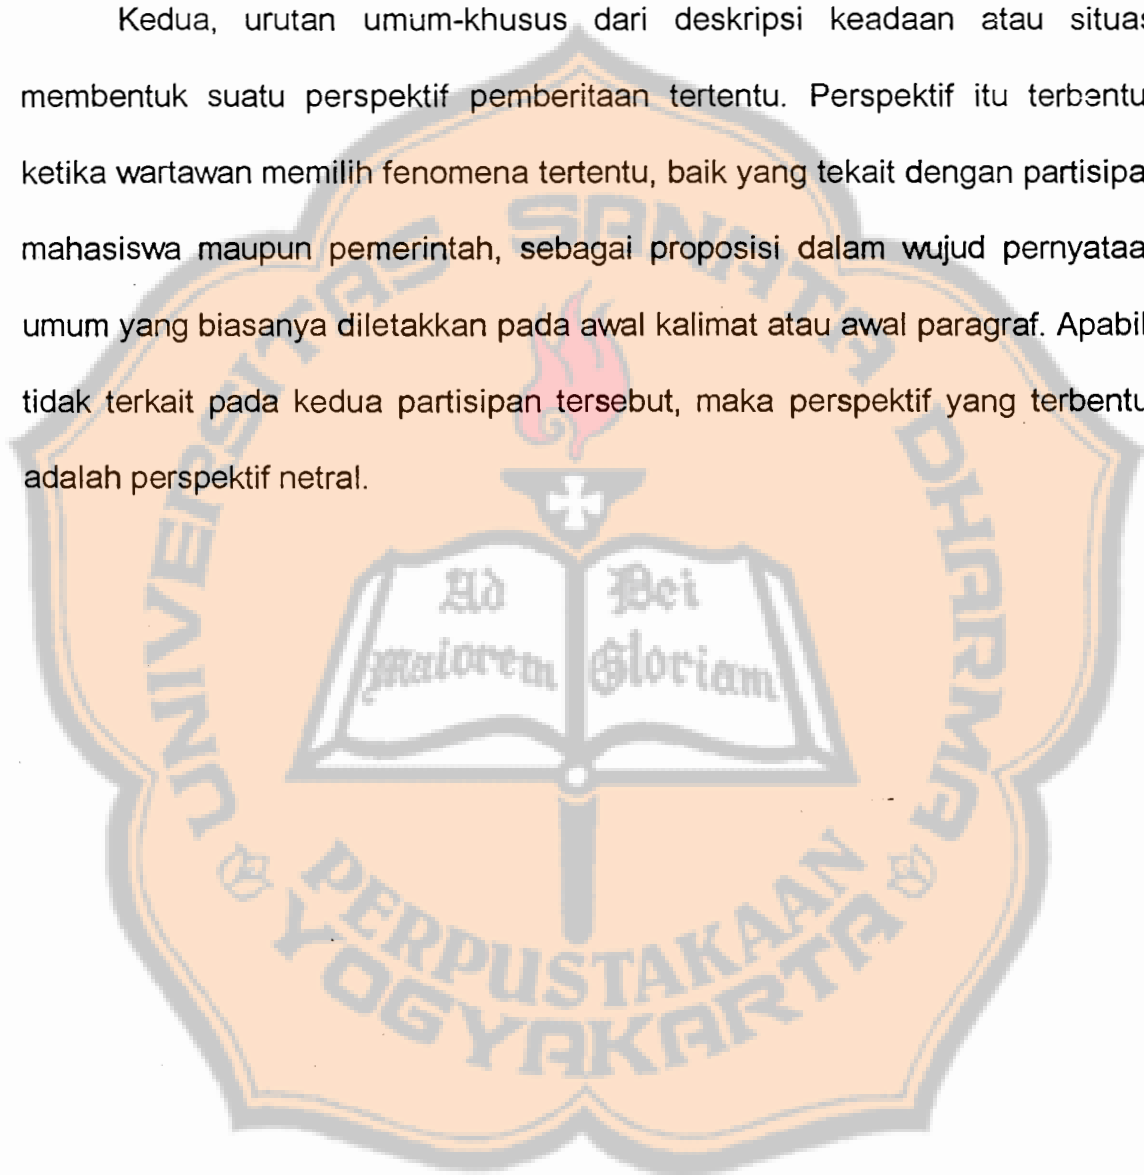 Kedua, urutan umum-khusus dari deskripsi keadaan atau situas
membentuk suatu perspektif pemberitaan tertentu. Perspektif itu terbentu
ketika wartawan memilih fenomena tertentu, baik yang tekait dengan partisipa
mahasiswa maupun pemerintah, sebagai proposisi dalam wujud pernyataa
umum yang biasanya diletakkan pada awal kalimat atau awal paragraf. Apabil
tidak terkait pada kedua partisipan tersebut, maka perspektif yang terbentu
adalah perspektif netral.
UNIVERSITAS SANATA DHARMA
Ad Dei
maiorem Gloriam
PERPUSTAKAAN
YOGYAKARTA